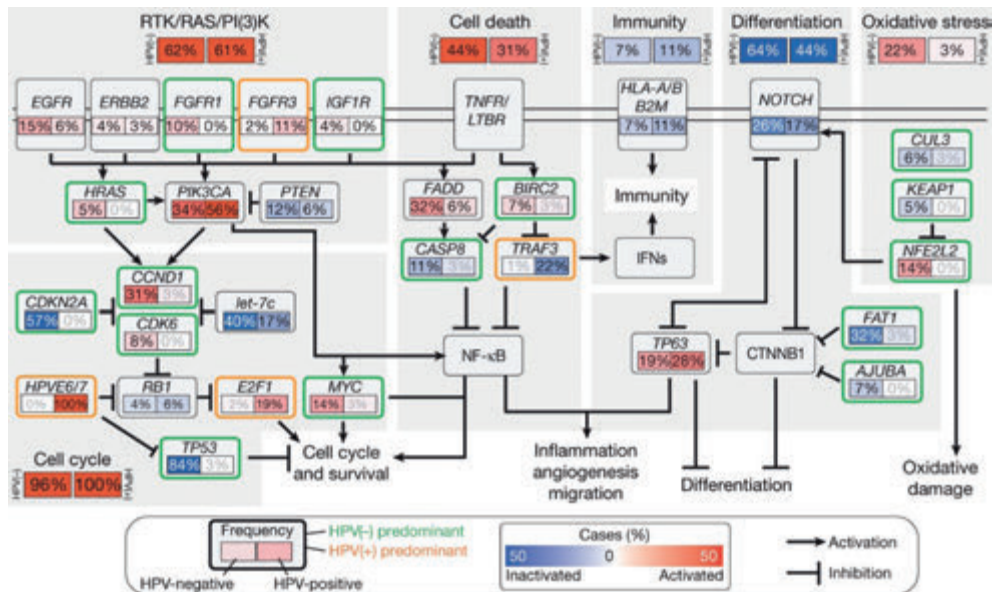 RTK/RAS/PI(3)K
HPV(-) 62% 61% HPV(+)
Cell death
HPV(-) 44% 31% HPV(+)
Immunity
HPV(-) 7% 11% HPV(+)
Differentiation
HPV(-) 64% 44% HPV(+)
Oxidative stress
HPV(-) 22% 3% HPV(+)
EGFR
15% 6%
ERBB2
4% 3%
FGFR1
10% 0%
FGFR3
2% 11%
IGF1R
4% 0%
TNFR/
LTBR
HLA-A/B
B2M
7% 11%
NOTCH
26% 17%
CUL3
6% 3%
KEAP1
5% 0%
NFE2L2
14% 0%
HRAS
5% 0%
PIK3CA
34% 56%
PTEN
12% 6%
FADD
32% 6%
BIRC2
7% 3%
Immunity
CASP8
11% 3%
TRAF3
1% 22%
IFNs
CCND1
31% 3%
CDKN2A
57% 0%
let-7c
40% 17%
CDK6
8% 0%
NF-κB
TP63
19% 28%
CTNNB1
FAT1
32% 3%
AJUBA
7% 0%
HPVE6/7
0% 100%
RB1
4% 6%
E2F1
2% 19%
MYC
14% 3%
TP53
84% 3%
Cell cycle
and survival
Inflammation
angiogenesis
migration
Differentiation
Oxidative
damage
Cell cycle
HPV(-) 96% 100% HPV(+)
Frequency
HPV(-) predominant
HPV(+) predominant
HPV-negative
HPV-positive
Cases (%)
50 0 50
Inactivated Activated
Activation
Inhibition